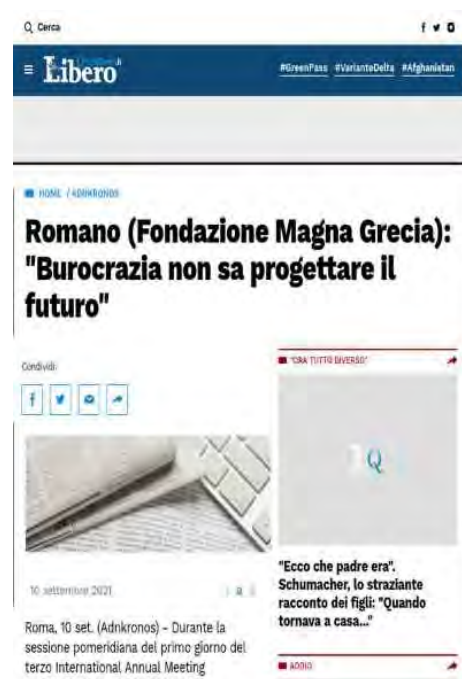 Cerca
Libero
#GreenPass #VarianteDelta #Afghanistan
HOME / ADNKRONOS
Romano (Fondazione Magna Grecia):
"Burocrazia non sa progettare il
futuro"
Condividi:
10 settembre 2021
Roma, 10 set. (Adnkronos) - Durante la
sessione pomeridiana del primo giorno del
terzo International Annual Meeting
"ORA TUTTO DIVERSO"
"Ecco che padre era".
Schumacher, lo straziante
racconto dei figli: "Quando
tornava a casa..."
ADDIO